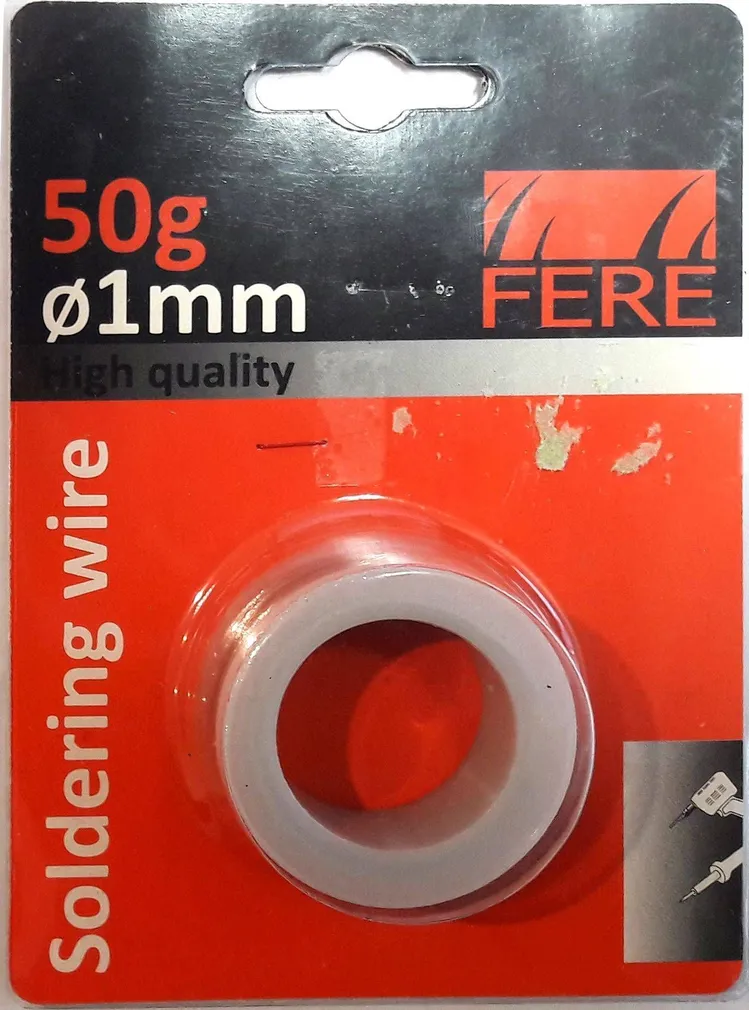 50g
ø1mm
FERE
High quality
Soldering wire